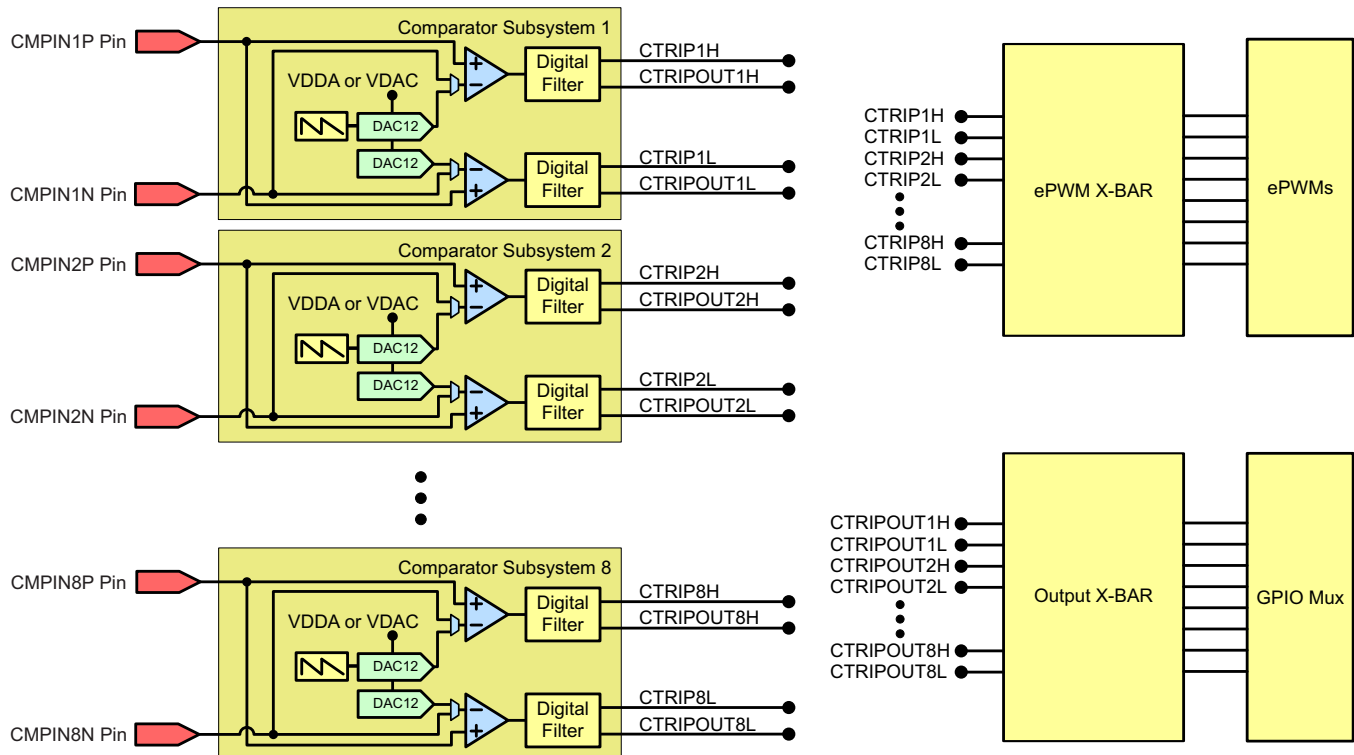 Comparator Subsystem 1
CMPIN1P Pin
VDDA or VDAC
DAC12
DAC12
+
−
−
+
Digital
Filter
Digital
Filter
CTRIP1H
CTRIPOUT1H
CTRIP1L
CTRIPOUT1L
CMPIN1N Pin
Comparator Subsystem 2
CMPIN2P Pin
VDDA or VDAC
DAC12
DAC12
+
−
−
+
Digital
Filter
Digital
Filter
CTRIP2H
CTRIPOUT2H
CTRIP2L
CTRIPOUT2L
CMPIN2N Pin
Comparator Subsystem 8
CMPIN8P Pin
VDDA or VDAC
DAC12
DAC12
+
−
−
+
Digital
Filter
Digital
Filter
CTRIP8H
CTRIPOUT8H
CTRIP8L
CTRIPOUT8L
CMPIN8N Pin
CTRIP1H
CTRIP1L
CTRIP2H
CTRIP2L
CTRIP8H
CTRIP8L
ePWM X-BAR
ePWMs
CTRIPOUT1H
CTRIPOUT1L
CTRIPOUT2H
CTRIPOUT2L
CTRIPOUT8H
CTRIPOUT8L
Output X-BAR
GPIO Mux